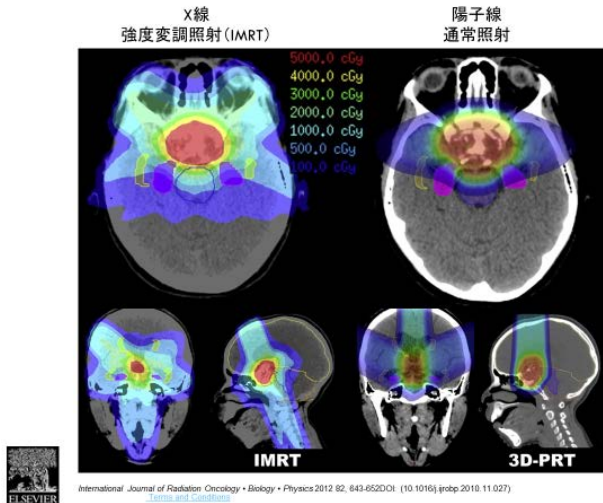 X線
強度変調照射(IMRT)
陽子線
通常照射
5000.0 cGy
4000.0 cGy
3000.0 cGy
2000.0 cGy
1000.0 cGy
500.0 cGy
100.0 cGy
IMRT
3D-PRT
ELSEVIER
International Journal of Radiation Oncology • Biology • Physics 2012 82, 643-652DOI: (10.1016/j.ijrobp.2010.11.027)
Terms and Conditions